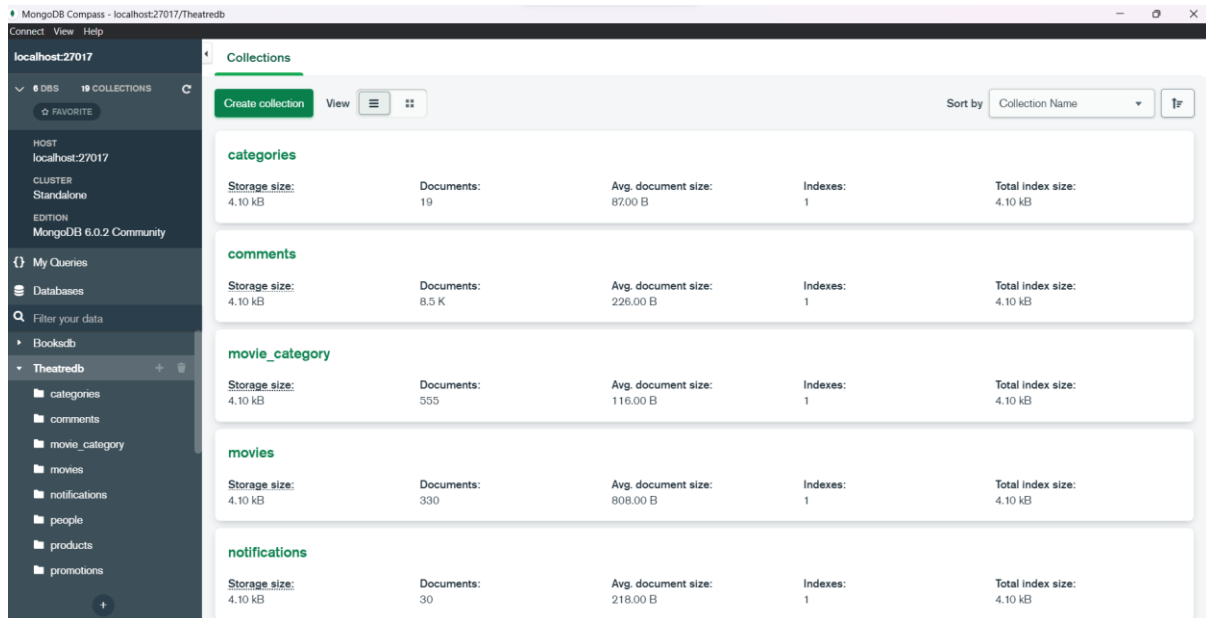 MongoDB Compass - localhost:27017/Theatredb
Connect View Help
localhost:27017
6 DBS 19 COLLECTIONS
☆ FAVORITE
HOST
localhost:27017
CLUSTER
Standalone
EDITION
MongoDB 6.0.2 Community
{} My Queries
Databases
Filter your data
Booksdb
Theatredb
categories
comments
movie_category
movies
notifications
people
products
promotions
+
Collections
Create collection View Sort by Collection Name
categories
Storage size: Documents: Avg. document size: Indexes: Total index size:
4.10 kB 19 87.00 B 1 4.10 kB
comments
Storage size: Documents: Avg. document size: Indexes: Total index size:
4.10 kB 8.5 K 226.00 B 1 4.10 kB
movie_category
Storage size: Documents: Avg. document size: Indexes: Total index size:
4.10 kB 555 116.00 B 1 4.10 kB
movies
Storage size: Documents: Avg. document size: Indexes: Total index size:
4.10 kB 330 808.00 B 1 4.10 kB
notifications
Storage size: Documents: Avg. document size: Indexes: Total index size:
4.10 kB 30 218.00 B 1 4.10 kB